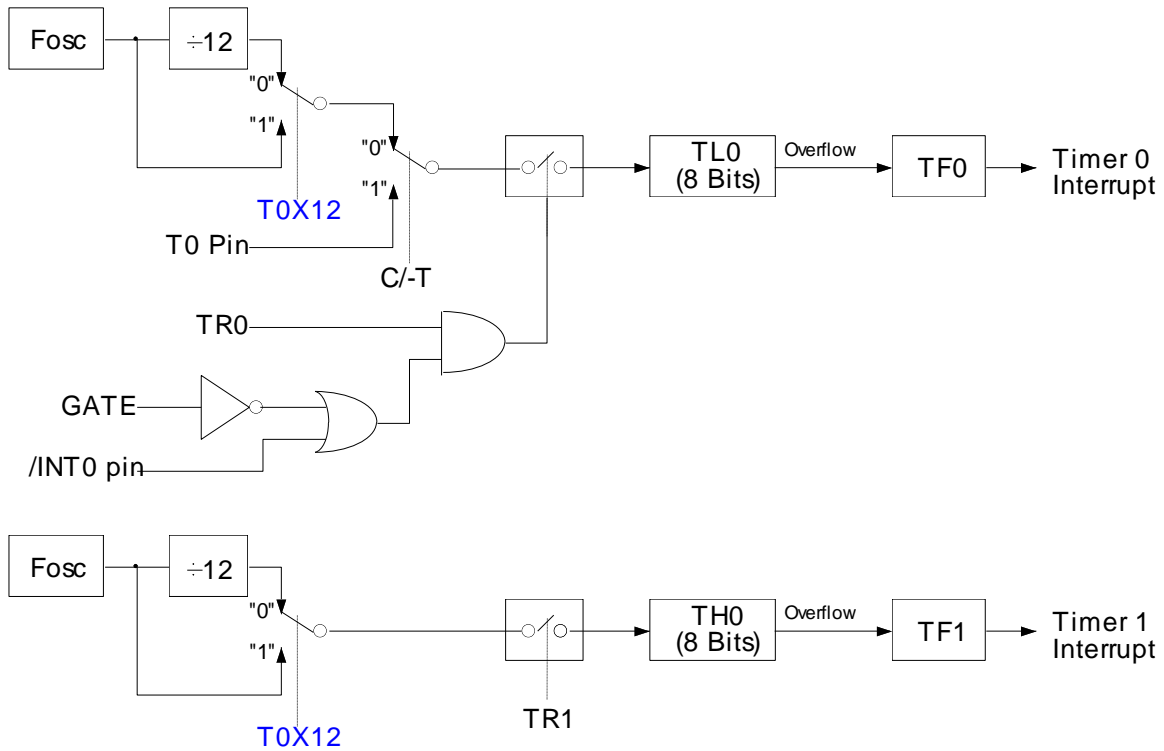 Fosc
÷12
"0"
"1"
T0X12
"0"
"1"
T0 Pin
C/-T
TL0
(8 Bits)
Overflow
TF0
Timer 0
Interrupt
TR0
GATE
/INT0 pin
Fosc
÷12
"0"
"1"
T0X12
TR1
TH0
(8 Bits)
Overflow
TF1
Timer 1
Interrupt